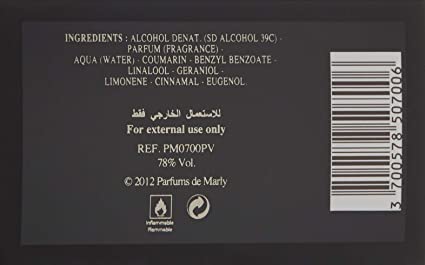 INGREDIENTS : ALCOHOL DENAT. (SD ALCOHOL 39C) -
PARFUM (FRAGRANCE) -
AQUA (WATER) - COUMARIN - BENZYL BENZOATE -
LINALOOL - GERANIOL -
LIMONENE - CINNAMAL - EUGENOL.
للاستعمال الخارجي فقط
For external use only
REF. PM0700PV
78% Vol.
© 2012 Parfums de Marly
Inflammable
Flammable
3 700578 507006